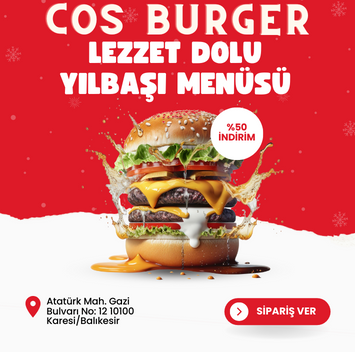 COS BURGER
LEZZET DOLU
YILBAŞI MENÜSÜ
%50
İNDİRİM
Atatürk Mah. Gazi
Bulvarı No: 12 10100
Karesi/Balıkesir
SİPARİŞ VER